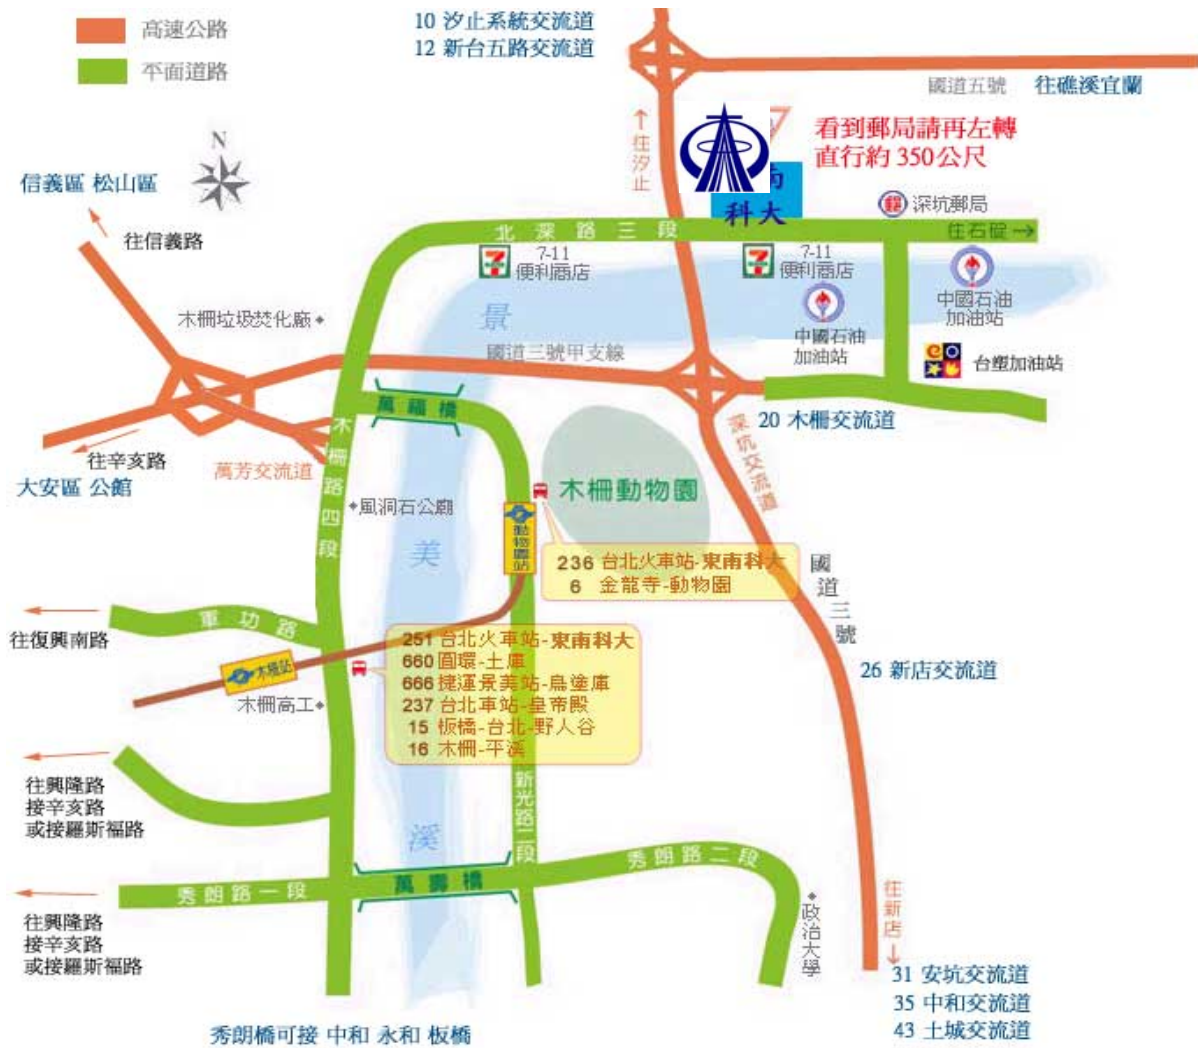 高速公路
平面道路
10 汐止系統交流道
12 新台五路交流道
國道五號
往礁溪宜蘭
往汐止
看到郵局請再左轉
直行約 350公尺
南
科大
N
信義區 松山區
往信義路
深坑郵局
北深路三段
往石碇
7-11
便利商店
7-11
便利商店
中國石油
加油站
中國石油
加油站
台塑加油站
木柵垃圾焚化廠
景
國道三號甲支線
萬福橋
20 木柵交流道
深坑交流道
往辛亥路
大安區 公館
萬芳交流道
木柵路四段
風洞石公廟
美
動物園站
木柵動物園
236 台北火車站-東南科大
6 金龍寺-動物園
國道三號
往復興南路
軍功路
木柵站
木柵高工
251 台北火車站-東南科大
660 圓環-土庫
666 捷運景美站-烏塗庫
237 台北車站-皇帝殿
15 板橋-台北-野人谷
16 木柵-平溪
26 新店交流道
往興隆路
接辛亥路
或接羅斯福路
新光路二段
溪
秀朗路一段
萬壽橋
秀朗路二段
政治大學
往新店
往興隆路
接辛亥路
或接羅斯福路
31 安坑交流道
35 中和交流道
43 土城交流道
秀朗橋可接 中和 永和 板橋